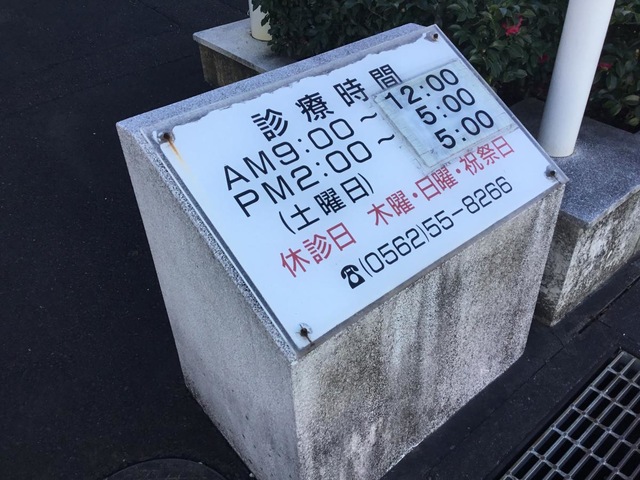 診療時間
AM9:00～12:00
PM2:00～5:00
(土曜日) 5:00
休診日 木曜・日曜・祝祭日
☎(0562)55-8266